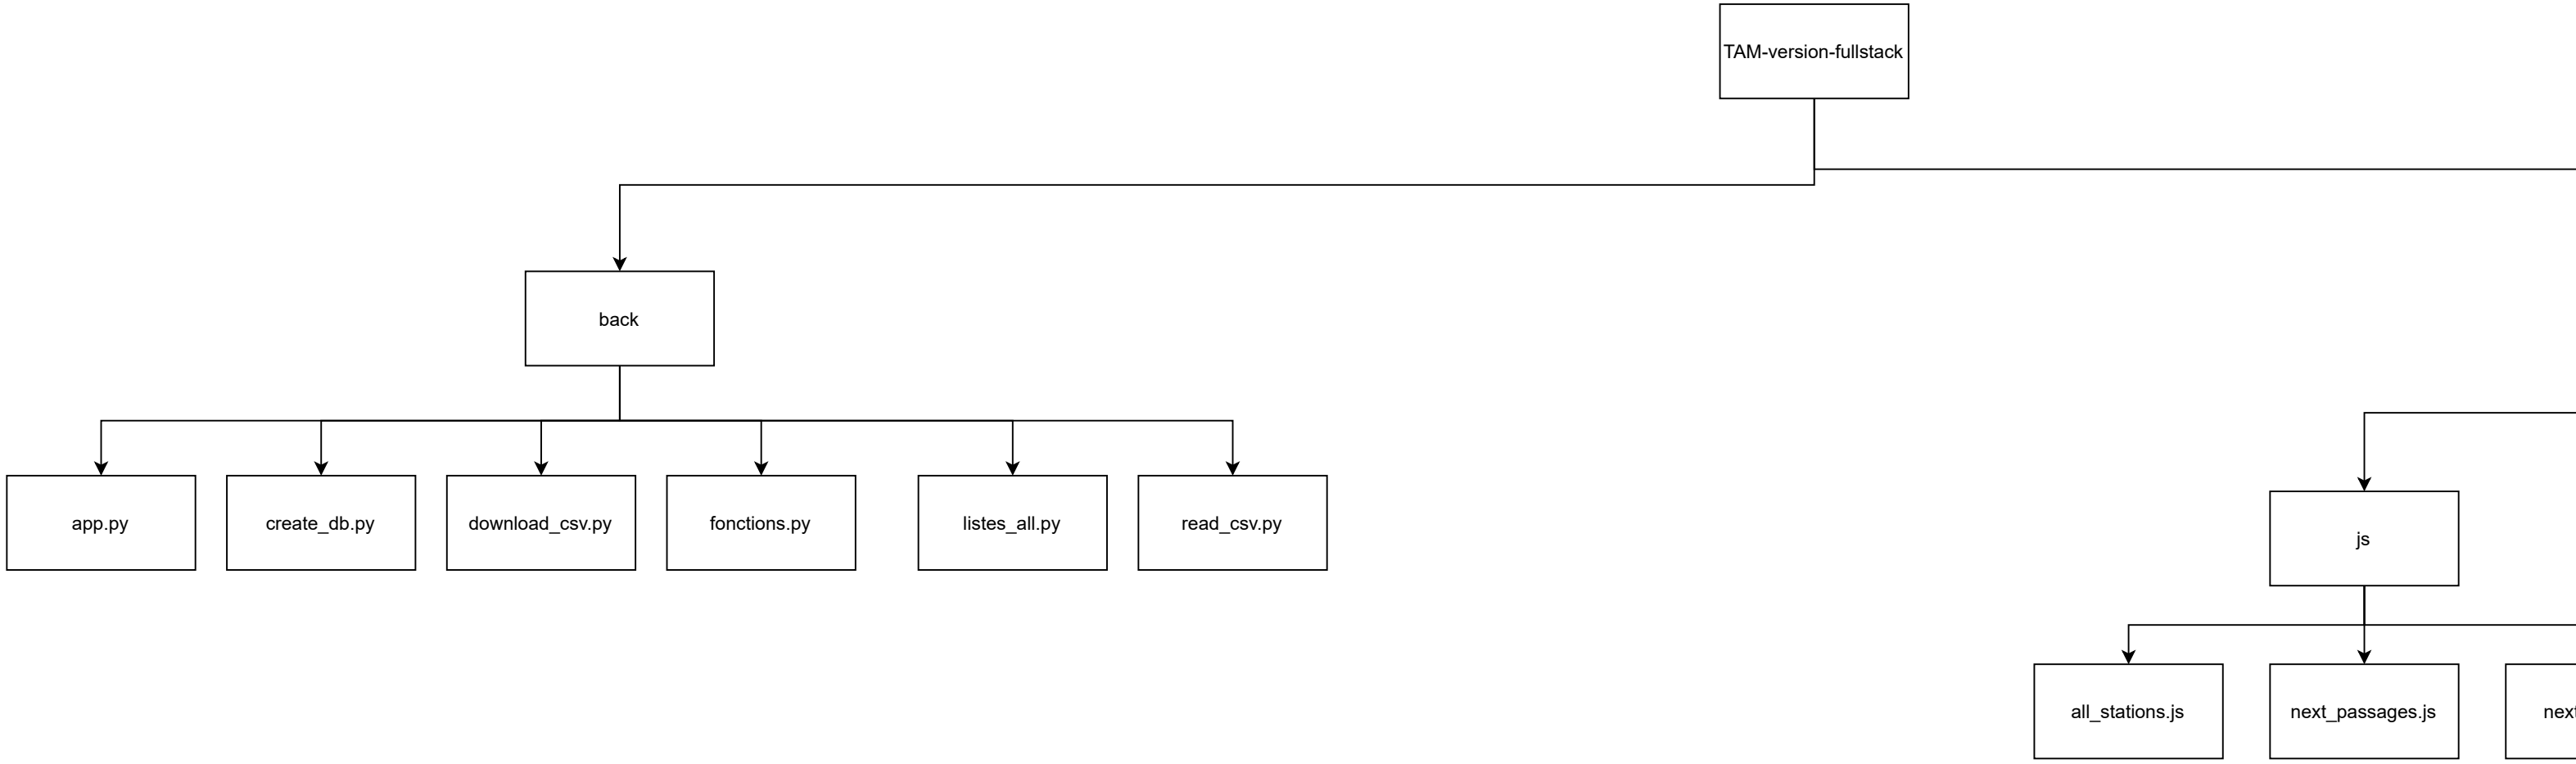 TAM-version-fullstack
back
app.py
create_db.py
download_csv.py
fonctions.py
listes_all.py
read_csv.py
js
all_stations.js
next_passages.js